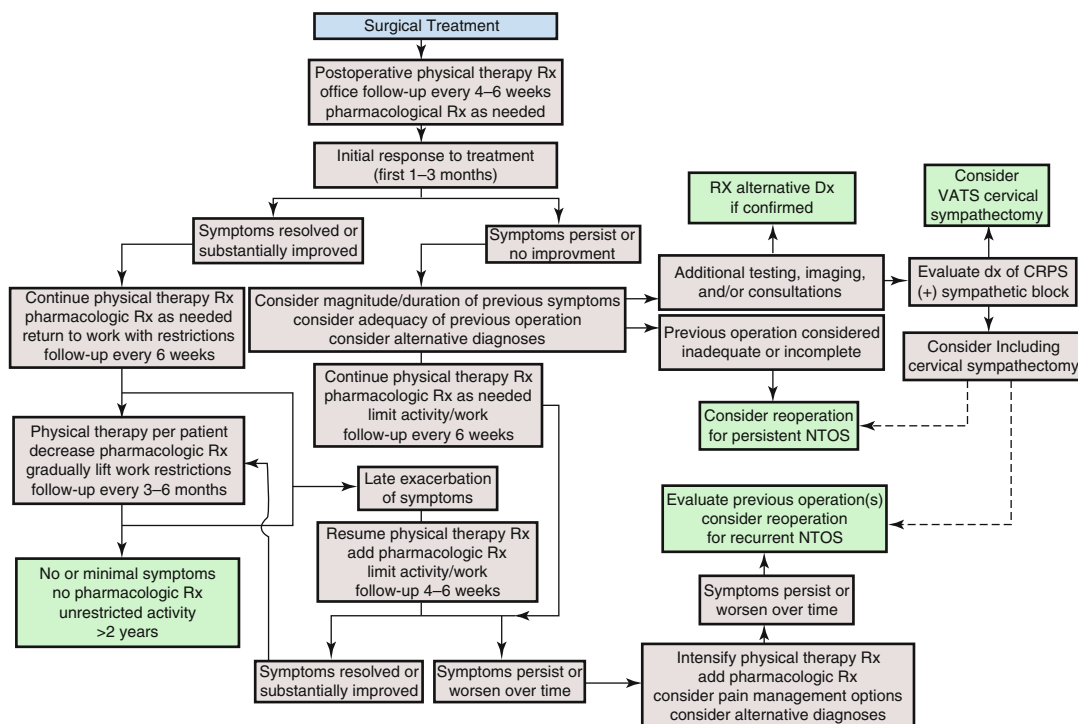 Surgical Treatment
Postoperative physical therapy Rx
office follow-up every 4–6 weeks
pharmacological Rx as needed
Initial response to treatment
(first 1–3 months)
Symptoms resolved or
substantially improved
Symptoms persist or
no improvment
RX alternative Dx
if confirmed
Consider
VATS cervical
sympathectomy
Continue physical therapy Rx
pharmacologic Rx as needed
return to work with restrictions
follow-up every 6 weeks
Consider magnitude/duration of previous symptoms
consider adequacy of previous operation
consider alternative diagnoses
Additional testing, imaging,
and/or consultations
Evaluate dx of CRPS
(+) sympathetic block
Previous operation considered
inadequate or incomplete
Consider Including
cervical sympathectomy
Continue physical therapy Rx
pharmacologic Rx as needed
limit activity/work
follow-up every 6 weeks
Consider reoperation
for persistent NTOS
Physical therapy per patient
decrease pharmacologic Rx
gradually lift work restrictions
follow-up every 3–6 months
Late exacerbation
of symptoms
Evaluate previous operation(s)
consider reoperation
for recurrent NTOS
Resume physical therapy Rx
add pharmacologic Rx
limit activity/work
follow-up 4–6 weeks
No or minimal symptoms
no pharmacologic Rx
unrestricted activity
>2 years
Symptoms persist or
worsen over time
Symptoms resolved or
substantially improved
Symptoms persist or
worsen over time
Intensify physical therapy Rx
add pharmacologic Rx
consider pain management options
consider alternative diagnoses